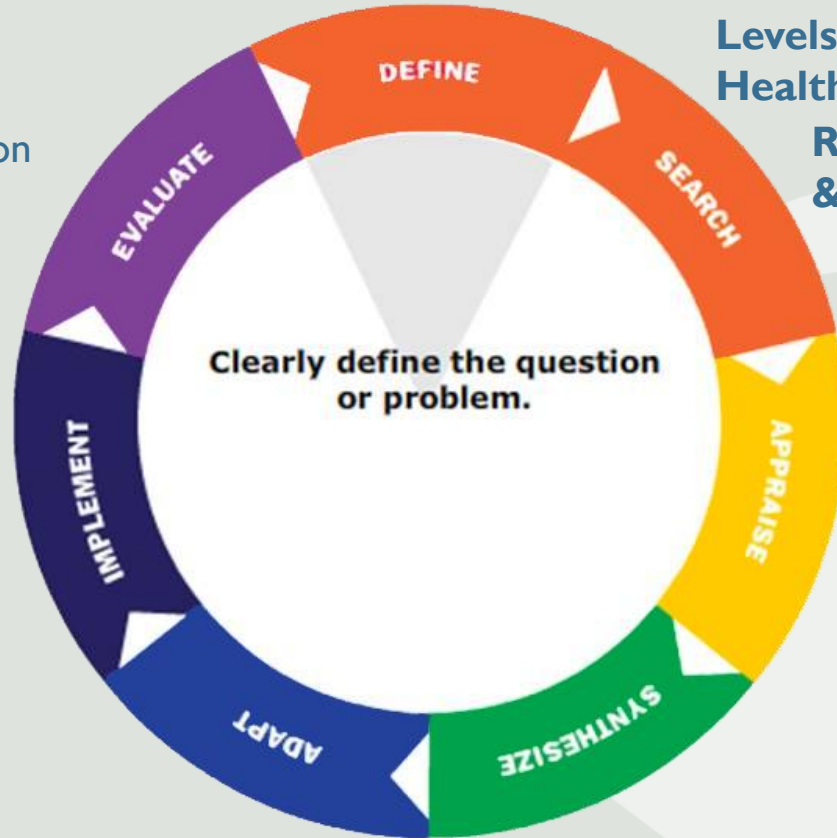 Levels
Health
R
&
on
DEFINE
SEARCH
APPRAISE
SYNTHESIZE
ADAPT
IMPLEMENT
EVALUATE
Clearly define the question
or problem.